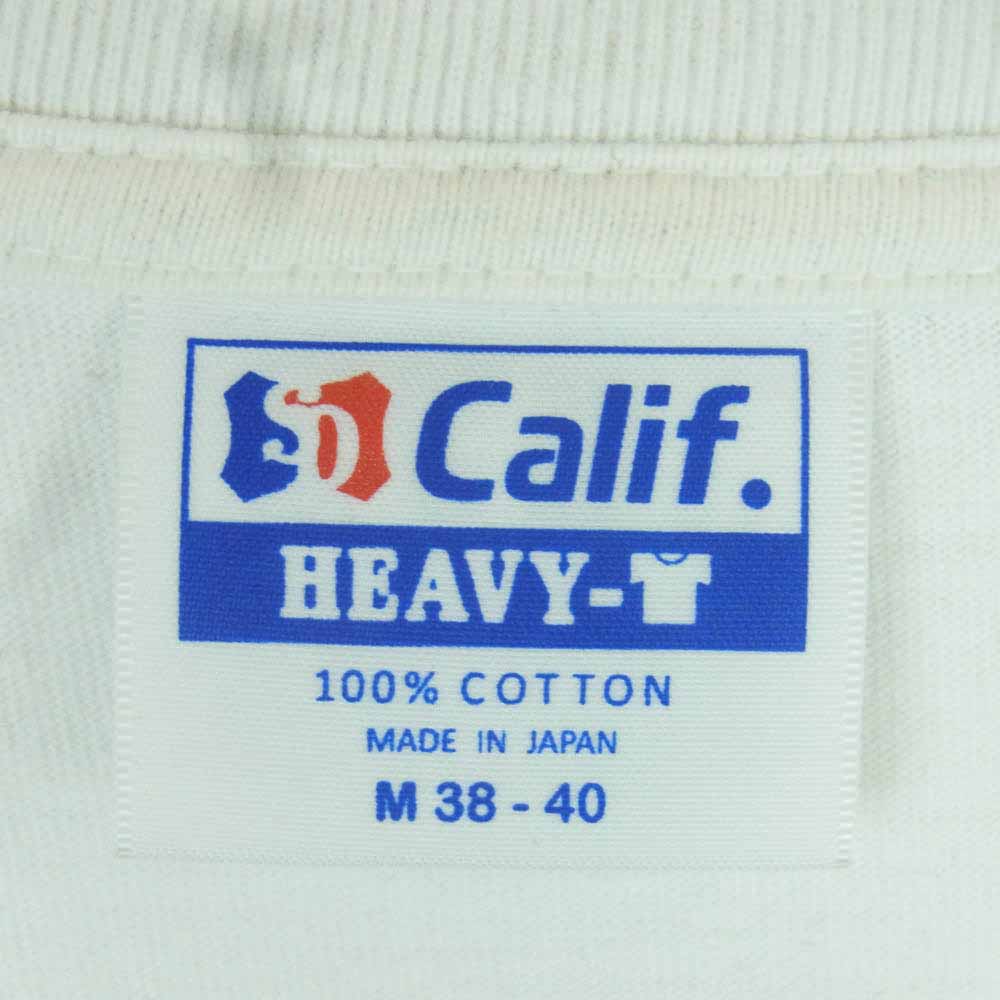 SD Calif.
HEAVY-T
100% COTTON
MADE IN JAPAN
M 38 - 40